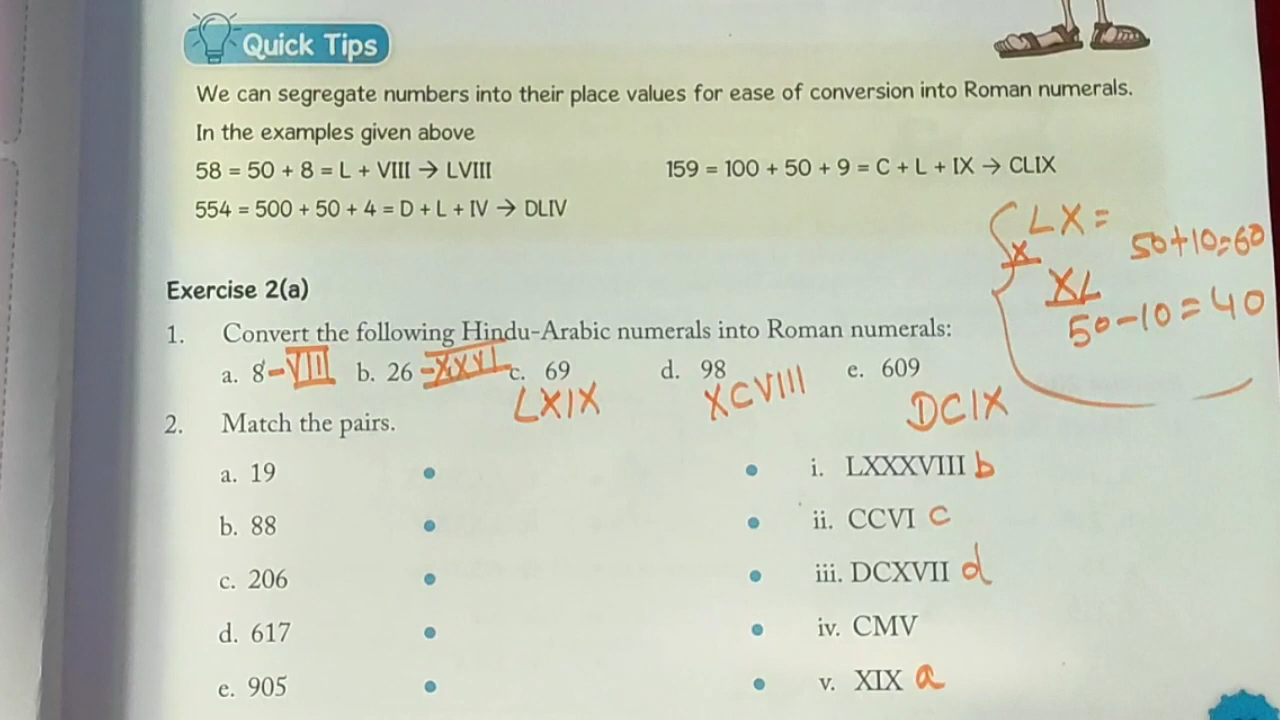 Quick Tips
We can segregate numbers into their place values for ease of conversion into Roman numerals.
In the examples given above
58 = 50 + 8 = L + VIII → LVIII
159 = 100 + 50 + 9 = C + L + IX → CLIX
554 = 500 + 50 + 4 = D + L + IV → DLIV
LX =
50+10=60
X
XL
50-10=40
Exercise 2(a)
1. Convert the following Hindu-Arabic numerals into Roman numerals:
a. 8 - VIII b. 26 - XXVI c. 69 d. 98 e. 609
LXIX XCVIII DCIX
2. Match the pairs.
a. 19 i. LXXXVIII b
b. 88 ii. CCVI c
c. 206 iii. DCXVII d
d. 617 iv. CMV
e. 905 v. XIX a